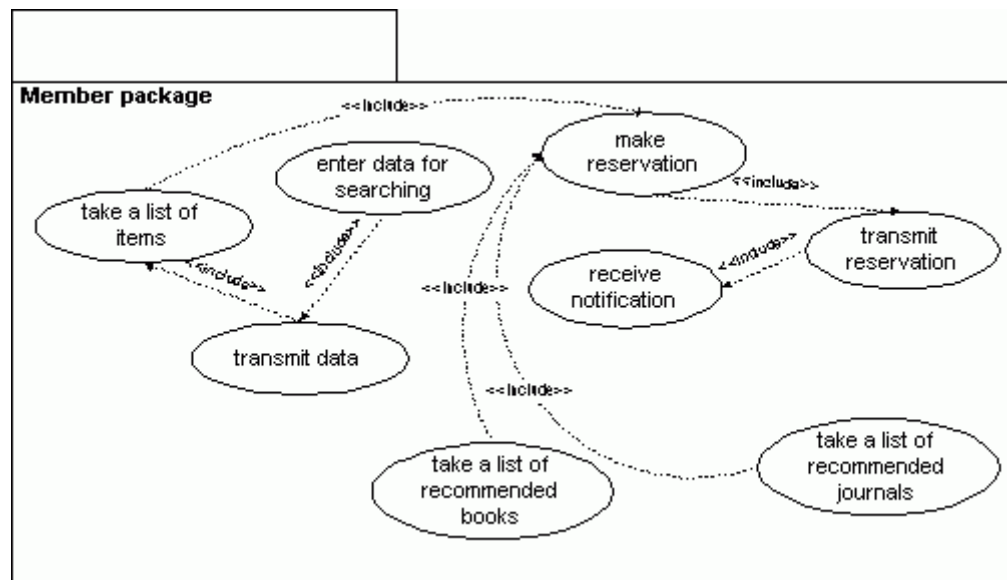 Member package
<<include>>
make
reservation
enter data for
searching
<<include>>
take a list of
items
<<include>>
transmit
reservation
<<include>>
<<include>>
receive
notification
<<include>>
<<include>>
transmit data
<<include>>
take a list of
recommended
books
take a list of
recommended
journals